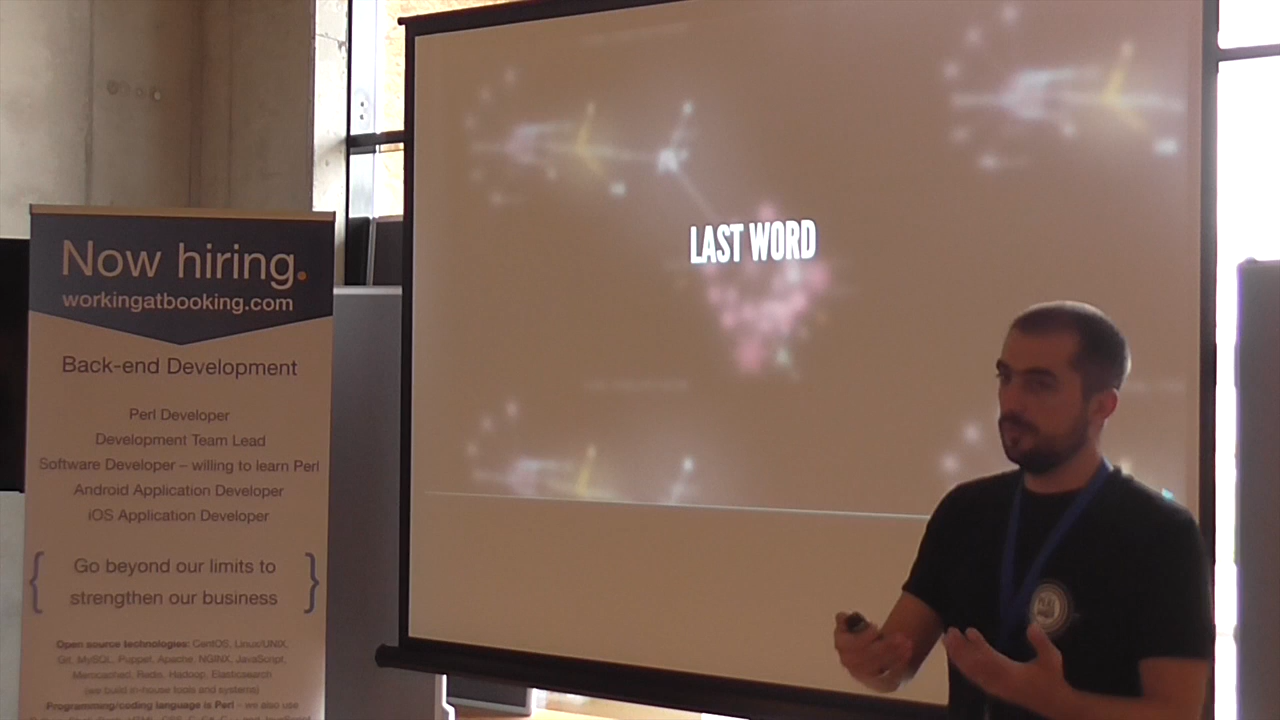 Now hiring.
workingatbooking.com
Back-end Development
Perl Developer
Development Team Lead
Software Developer – willing to learn Perl
Android Application Developer
iOS Application Developer
{ Go beyond our limits to
strengthen our business }
Open source technologies: CentOS, Linux/UNIX,
Git, MySQL, Puppet, Apache, NGINX, JavaScript,
Memcached, Redis, Hadoop, Elasticsearch
(we build in-house tools and systems)
Programming/coding language is Perl – we also use
LAST WORD